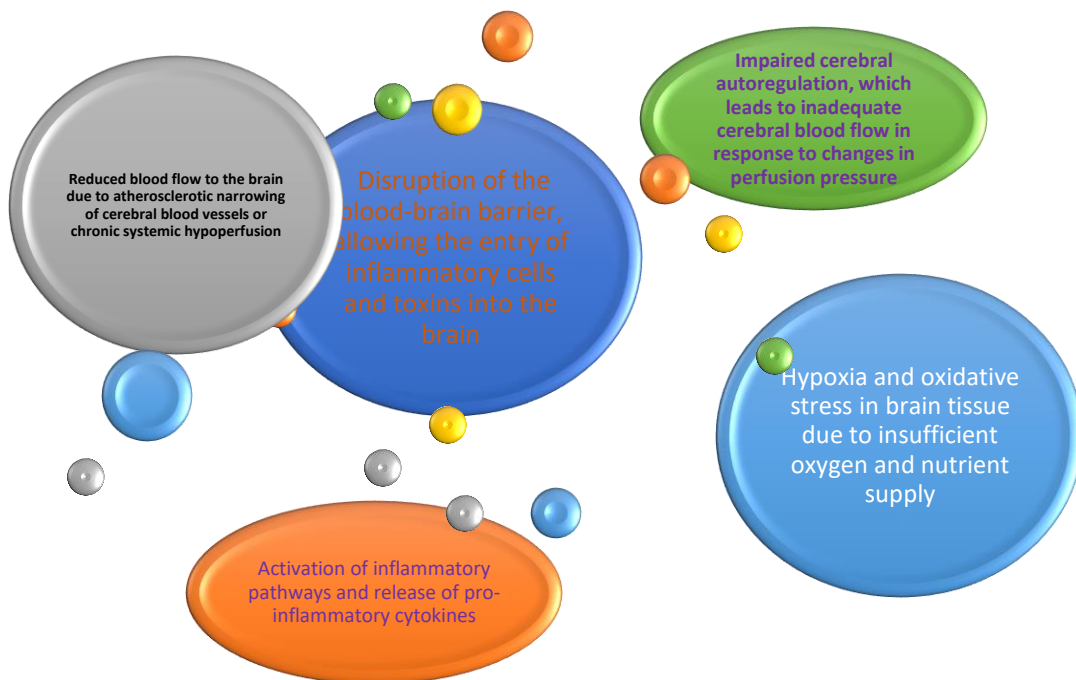 Reduced blood flow to the brain
due to atherosclerotic narrowing
of cerebral blood vessels or
chronic systemic hypoperfusion
Disruption of the
blood-brain barrier,
allowing the entry of
inflammatory cells
and toxins into the
brain
Impaired cerebral
autoregulation, which
leads to inadequate
cerebral blood flow in
response to changes in
perfusion pressure
Hypoxia and oxidative
stress in brain tissue
due to insufficient
oxygen and nutrient
supply
Activation of inflammatory
pathways and release of pro-
inflammatory cytokines